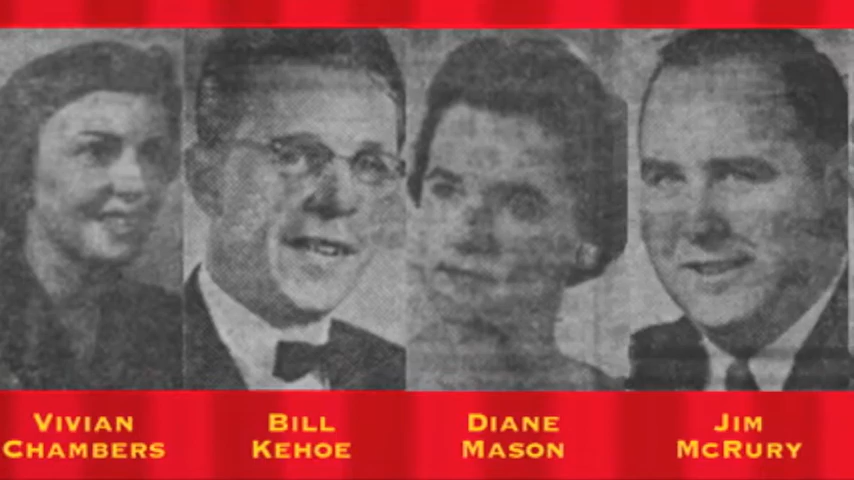 VIVIAN
CHAMBERS
BILL
KEHOE
DIANE
MASON
JIM
MCRURY